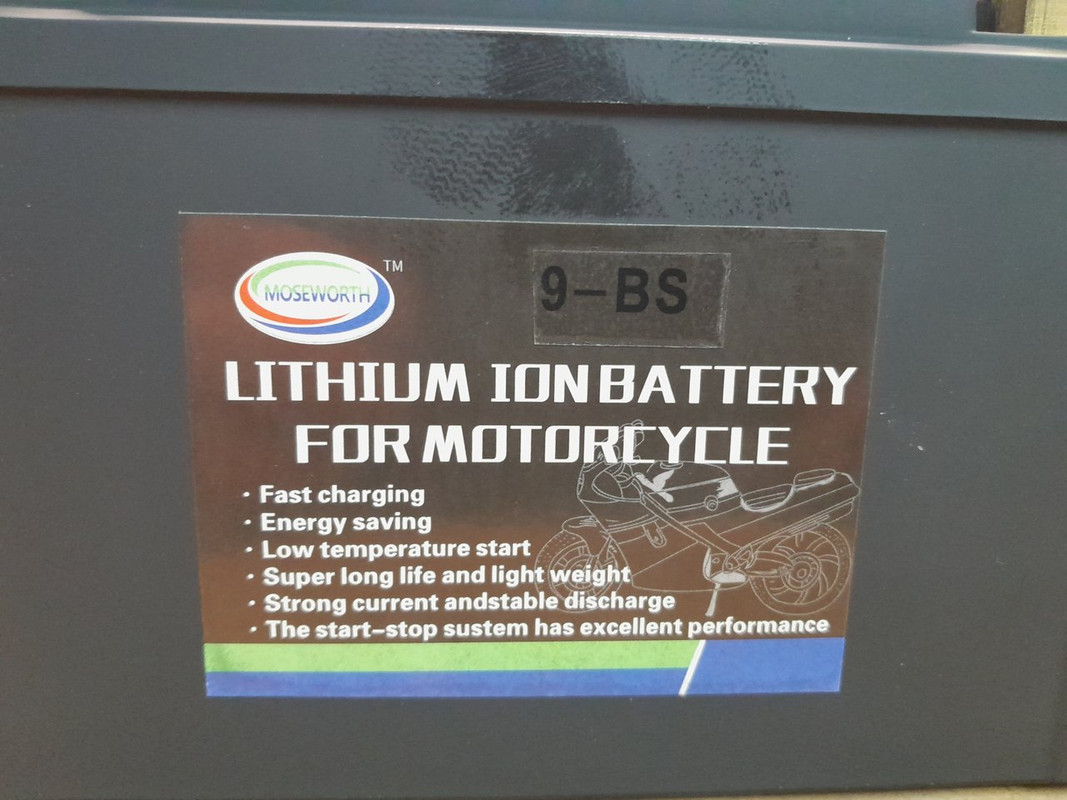 MOSEWORTH TM
9-BS
LITHIUM ION BATTERY
FOR MOTORCYCLE
· Fast charging
· Energy saving
· Low temperature start
· Super long life and light weight
· Strong current andstable discharge
· The start-stop sustem has excellent performance